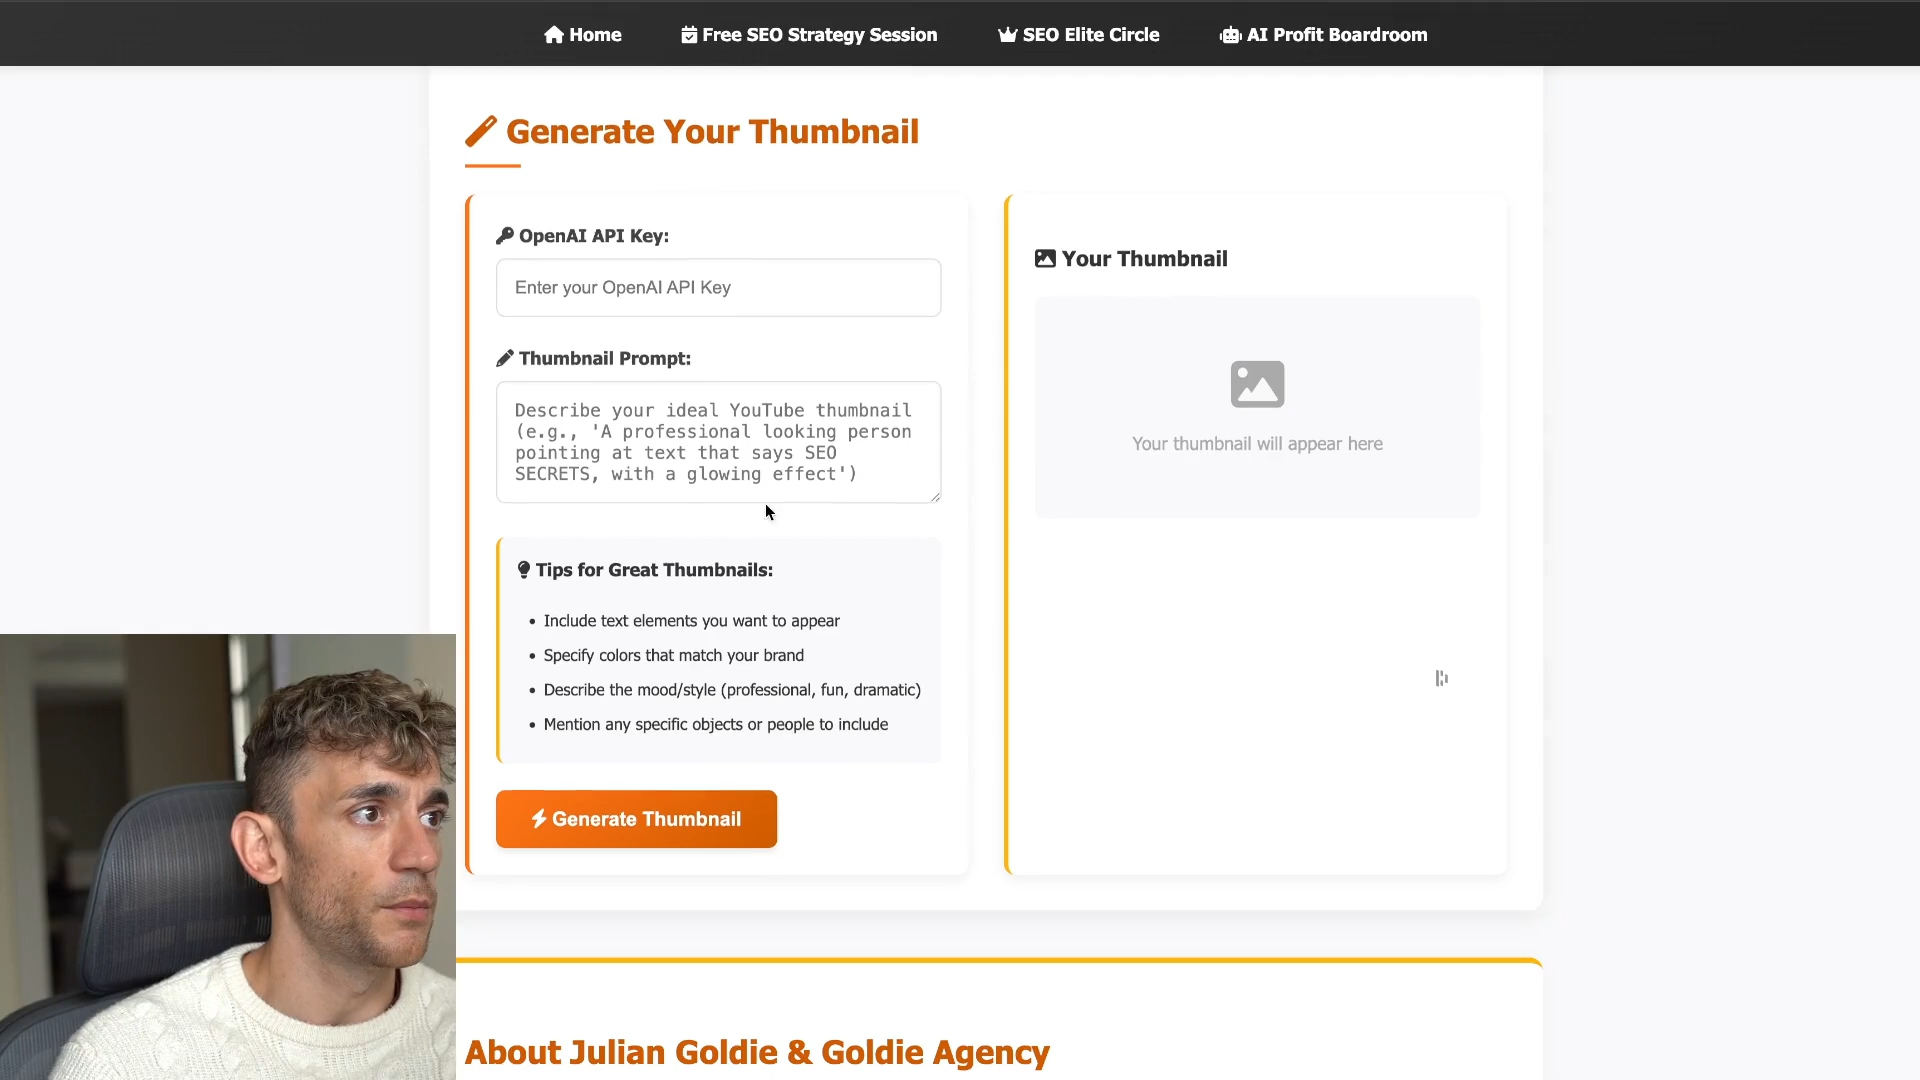 Home
Free SEO Strategy Session
SEO Elite Circle
AI Profit Boardroom
Generate Your Thumbnail
OpenAI API Key:
Enter your OpenAI API Key
Thumbnail Prompt:
Describe your ideal YouTube thumbnail
(e.g., 'A professional looking person
pointing at text that says SEO
SECRETS, with a glowing effect')
Tips for Great Thumbnails:
Include text elements you want to appear
Specify colors that match your brand
Describe the mood/style (professional, fun, dramatic)
Mention any specific objects or people to include
Generate Thumbnail
Your Thumbnail
Your thumbnail will appear here
About Julian Goldie & Goldie Agency